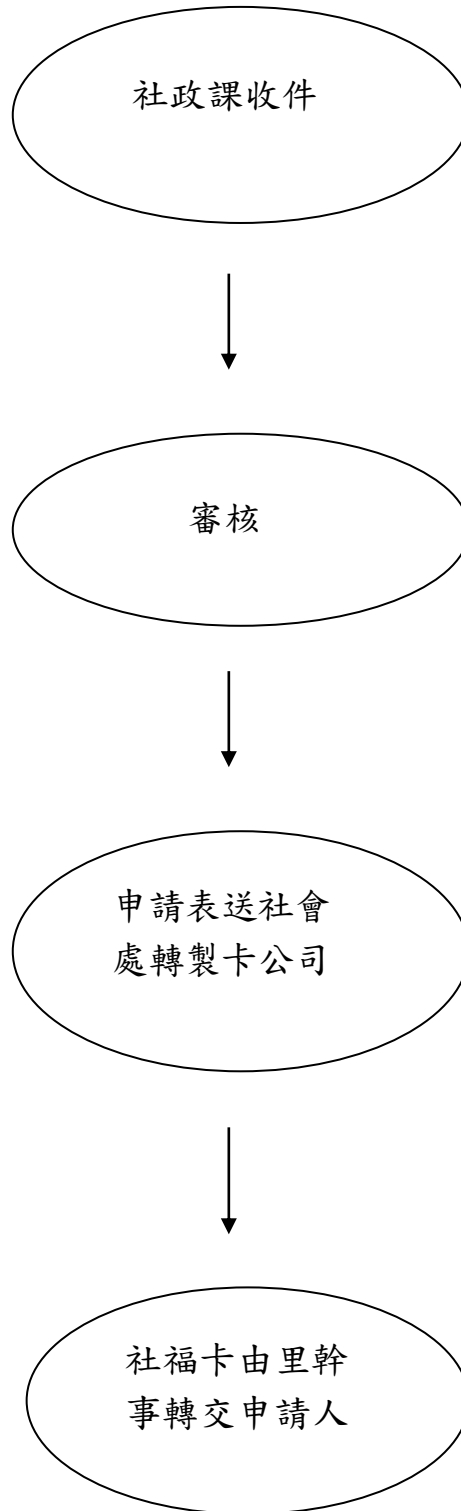 社政課收件
審核
申請表送社會
處轉製卡公司
社福卡由里幹
事轉交申請人